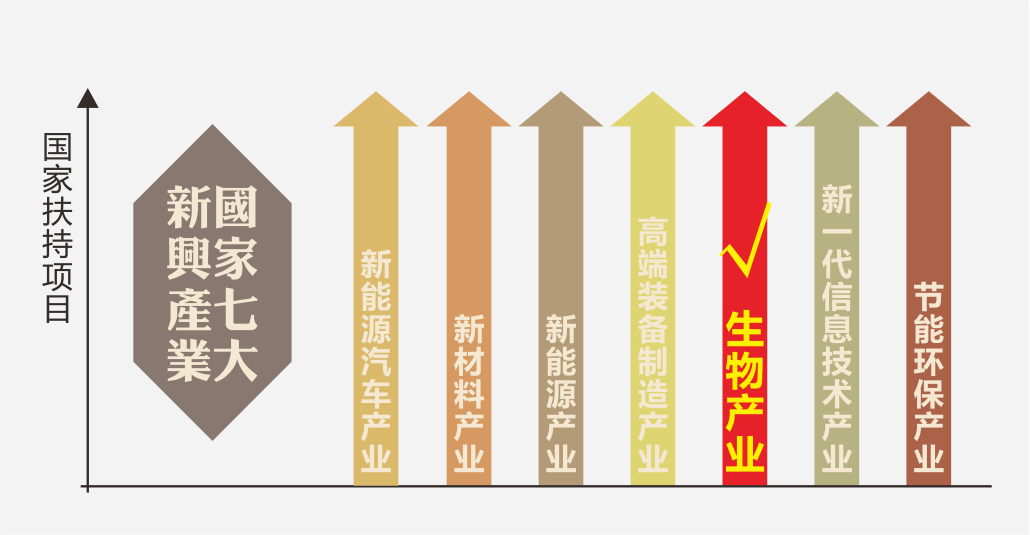 国家扶持项目
國家七大
新興產業
新能源汽车产业
新材料产业
新能源产业
高端装备制造产业
生物产业
新一代信息技术产业
节能环保产业